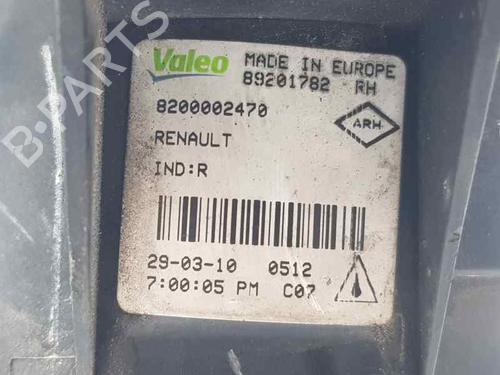 Valeo MADE IN EUROPE
89201782 RH
8200002470
ARH
RENAULT
IND:R
29-03-10 0512
7:00:05 PM C07
B-PARTS